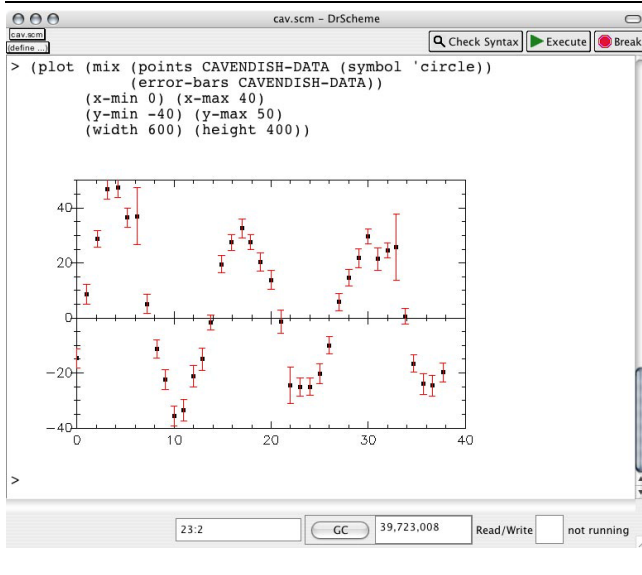 cav.scm – DrScheme
cav.scm
(define ...)
Check Syntax Execute Break
> (plot (mix (points CAVENDISH-DATA (symbol 'circle))
(error-bars CAVENDISH-DATA))
(x-min 0) (x-max 40)
(y-min -40) (y-max 50)
(width 600) (height 400))
40
20
0
-20
-40
0 10 20 30 40
>
23:2 GC 39,723,008 Read/Write not running